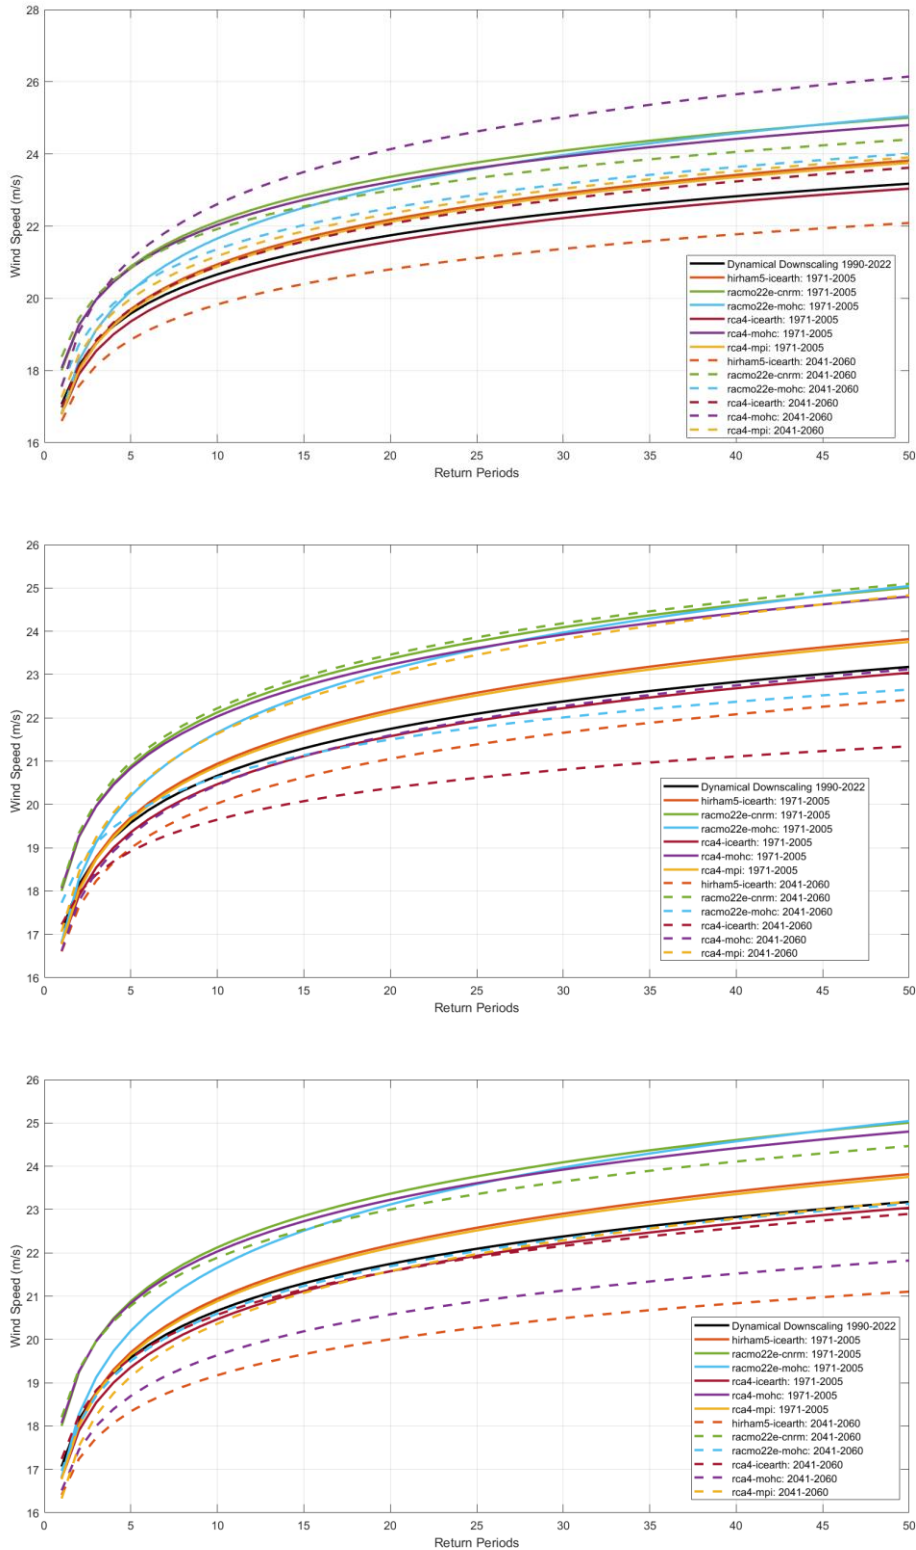 28
26
24
22
20
18
16
Wind Speed (m/s)
Dynamical Downscaling 1990-2022
hirham5-icearth: 1971-2005
racmo22e-cnrm: 1971-2005
racmo22e-mohc: 1971-2005
rca4-icearth: 1971-2005
rca4-mohc: 1971-2005
rca4-mpi: 1971-2005
hirham5-icearth: 2041-2060
racmo22e-cnrm: 2041-2060
racmo22e-mohc: 2041-2060
rca4-icearth: 2041-2060
rca4-mohc: 2041-2060
rca4-mpi: 2041-2060
0 5 10 15 20 25 30 35 40 45 50
Return Periods
26
25
24
23
22
21
20
19
18
17
16
Wind Speed (m/s)
Dynamical Downscaling 1990-2022
hirham5-icearth: 1971-2005
racmo22e-cnrm: 1971-2005
racmo22e-mohc: 1971-2005
rca4-icearth: 1971-2005
rca4-mohc: 1971-2005
rca4-mpi: 1971-2005
hirham5-icearth: 2041-2060
racmo22e-cnrm: 2041-2060
racmo22e-mohc: 2041-2060
rca4-icearth: 2041-2060
rca4-mohc: 2041-2060
rca4-mpi: 2041-2060
0 5 10 15 20 25 30 35 40 45 50
Return Periods
26
25
24
23
22
21
20
19
18
17
16
Wind Speed (m/s)
Dynamical Downscaling 1990-2022
hirham5-icearth: 1971-2005
racmo22e-cnrm: 1971-2005
racmo22e-mohc: 1971-2005
rca4-icearth: 1971-2005
rca4-mohc: 1971-2005
rca4-mpi: 1971-2005
hirham5-icearth: 2041-2060
racmo22e-cnrm: 2041-2060
racmo22e-mohc: 2041-2060
rca4-icearth: 2041-2060
rca4-mohc: 2041-2060
rca4-mpi: 2041-2060
0 5 10 15 20 25 30 35 40 45 50
Return Periods